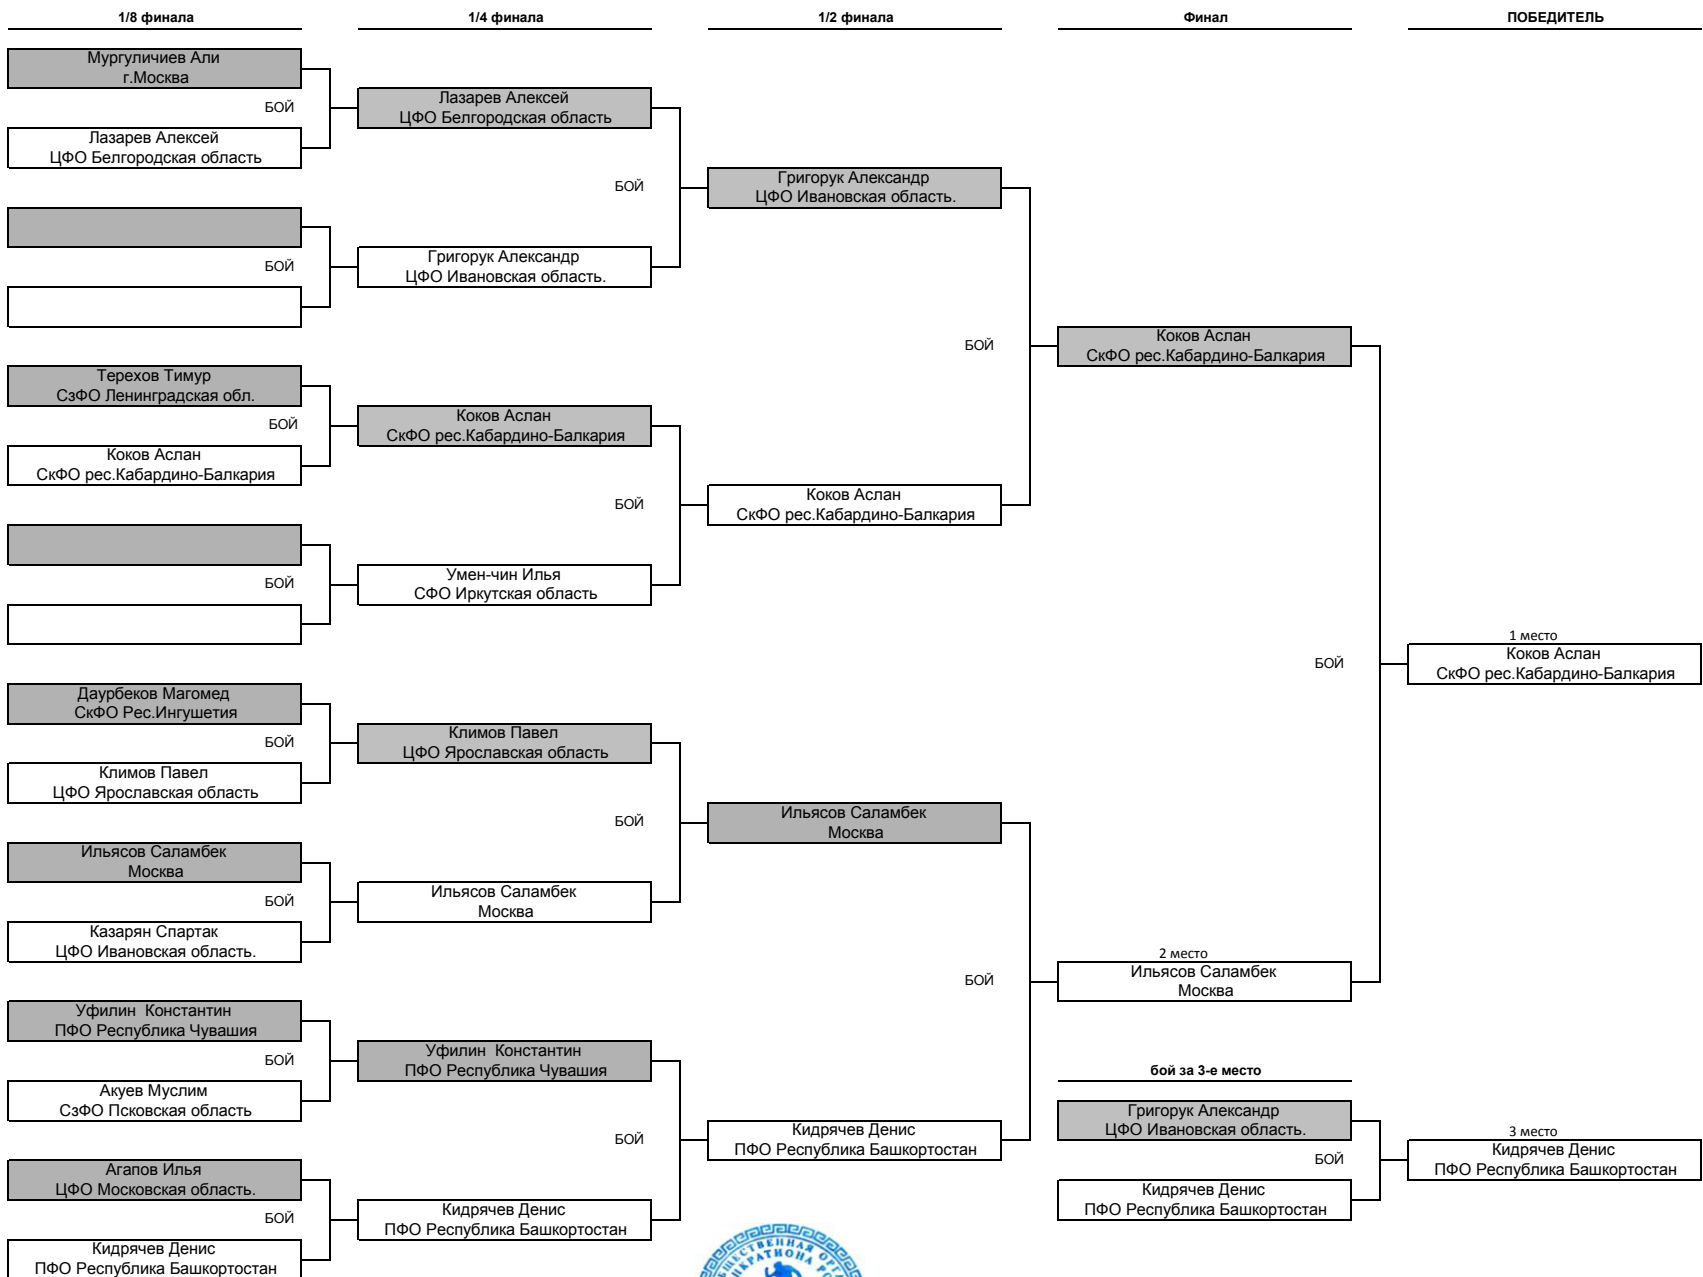 1/8 финала
1/4 финала
1/2 финала
Финал
ПОБЕДИТЕЛЬ
Мургуличиев Али
г.Москва
БОЙ
Лазарев Алексей
ЦФО Белгородская область
БОЙ
Терехов Тимур
СзФО Ленинградская обл.
БОЙ
Коков Аслан
СкФО рес.Кабардино-Балкария
БОЙ
Даурбеков Магомед
СкФО Рес.Ингушетия
БОЙ
Климов Павел
ЦФО Ярославская область
Ильясов Саламбек
Москва
БОЙ
Казарян Спартак
ЦФО Ивановская область.
Уфилин  Константин
ПФО Республика Чувашия
БОЙ
Акуев Муслим
СзФО Псковская область
Агапов Илья
ЦФО Московская область.
БОЙ
Кидрячев Денис
ПФО Республика Башкортостан
Лазарев Алексей
ЦФО Белгородская область
БОЙ
Григорук Александр
ЦФО Ивановская область.
Коков Аслан
СкФО рес.Кабардино-Балкария
БОЙ
Умен-чин Илья
СФО Иркутская область
Климов Павел
ЦФО Ярославская область
БОЙ
Ильясов Саламбек
Москва
Уфилин  Константин
ПФО Республика Чувашия
БОЙ
Кидрячев Денис
ПФО Республика Башкортостан
Григорук Александр
ЦФО Ивановская область.
БОЙ
Коков Аслан
СкФО рес.Кабардино-Балкария
Ильясов Саламбек
Москва
БОЙ
Кидрячев Денис
ПФО Республика Башкортостан
Коков Аслан
СкФО рес.Кабардино-Балкария
БОЙ
2 место
Ильясов Саламбек
Москва
1 место
Коков Аслан
СкФО рес.Кабардино-Балкария
бой за 3-е место
Григорук Александр
ЦФО Ивановская область.
БОЙ
Кидрячев Денис
ПФО Республика Башкортостан
3 место
Кидрячев Денис
ПФО Республика Башкортостан